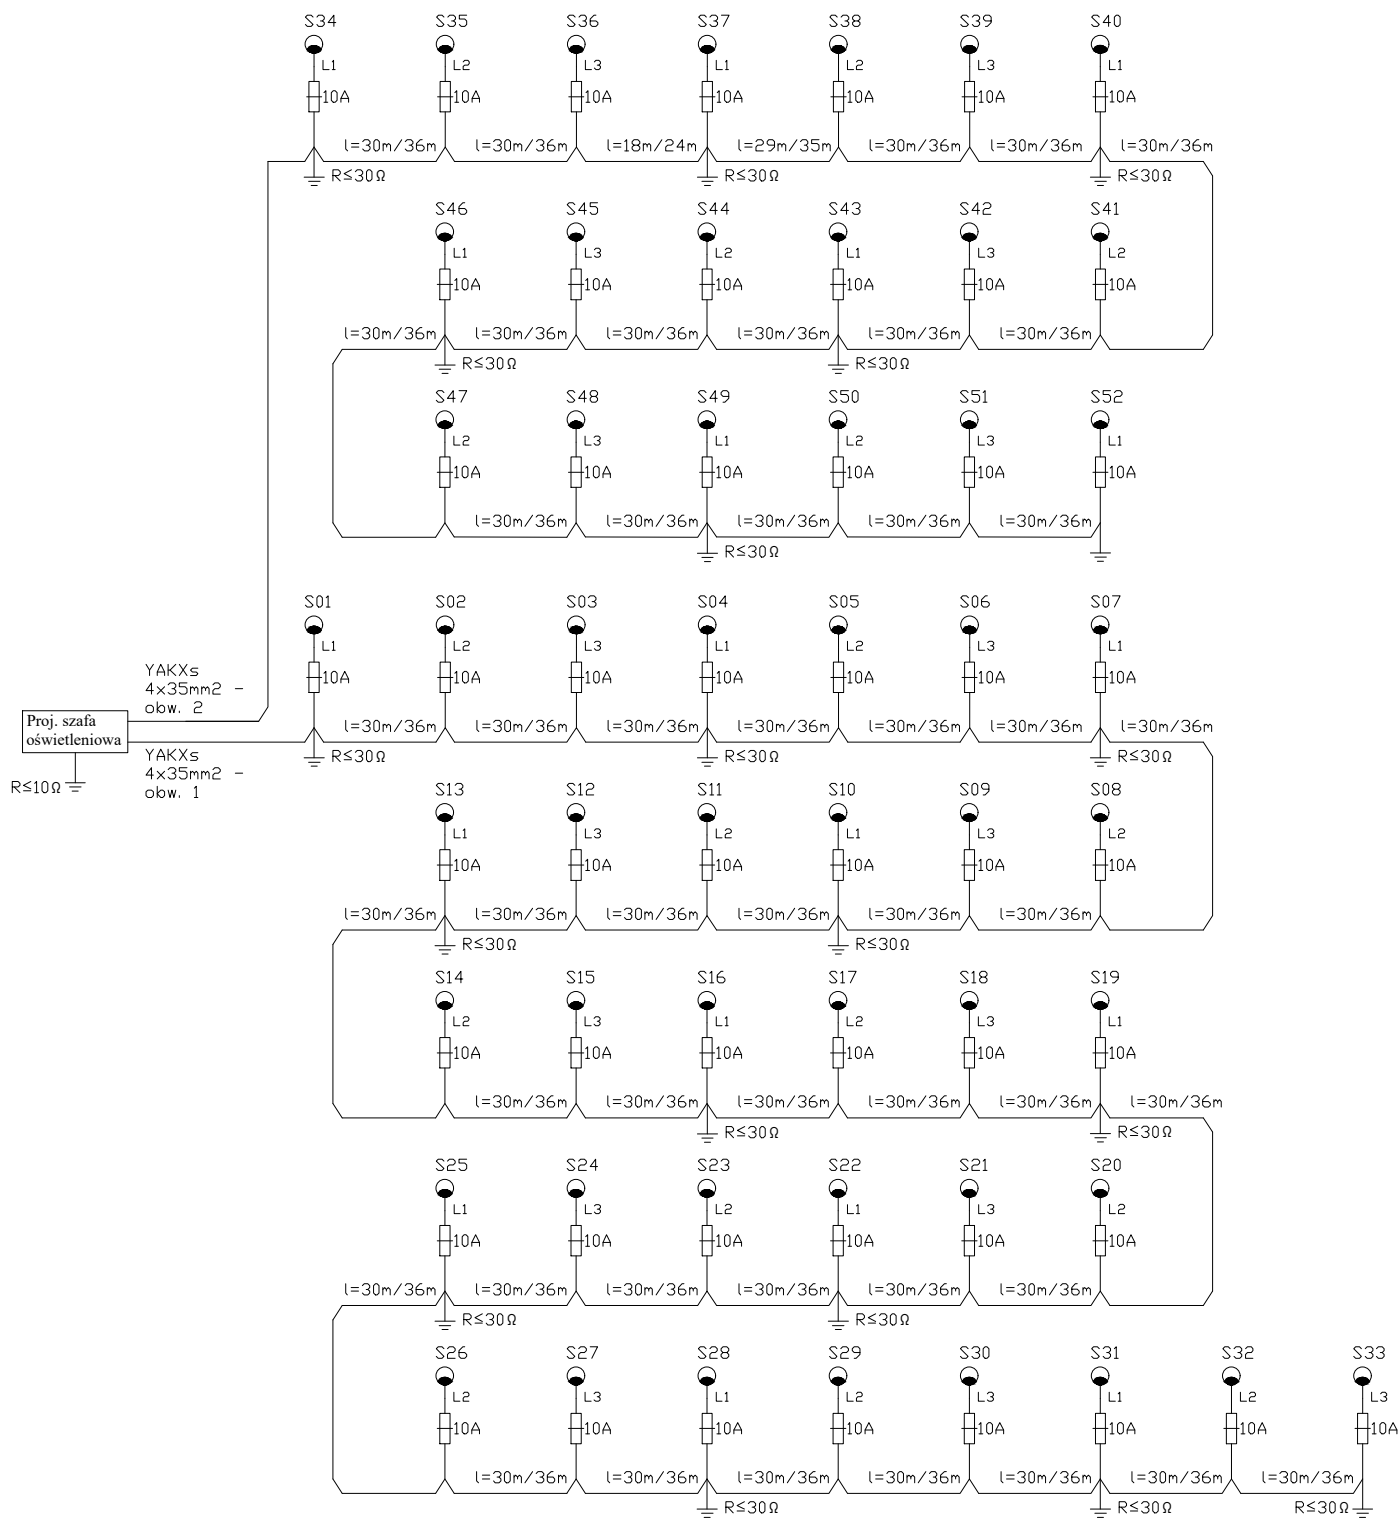 S34 S35 S36 S37 S38 S39 S40
L1 L2 L3 L1 L2 L3 L1
10A 10A 10A 10A 10A 10A 10A
l=30m/36m l=30m/36m l=18m/24m l=29m/35m l=30m/36m l=30m/36m l=30m/36m
R≤30Ω R≤30Ω R≤30Ω
S46 S45 S44 S43 S42 S41
L1 L3 L2 L1 L3 L2
10A 10A 10A 10A 10A 10A
l=30m/36m l=30m/36m l=30m/36m l=30m/36m l=30m/36m l=30m/36m
R≤30Ω R≤30Ω
S47 S48 S49 S50 S51 S52
L2 L3 L1 L2 L3 L1
10A 10A 10A 10A 10A 10A
l=30m/36m l=30m/36m l=30m/36m l=30m/36m l=30m/36m
R≤30Ω
S01 S02 S03 S04 S05 S06 S07
L1 L2 L3 L1 L2 L3 L1
10A 10A 10A 10A 10A 10A 10A
YAKXs
4x35mm2 -
obw. 2
Proj. szafa
oświetleniowa
l=30m/36m l=30m/36m l=30m/36m l=30m/36m l=30m/36m l=30m/36m l=30m/36m
R≤30Ω R≤30Ω R≤30Ω
YAKXs
4x35mm2 -
obw. 1
R≤10Ω
S13 S12 S11 S10 S09 S08
L1 L3 L2 L1 L3 L2
10A 10A 10A 10A 10A 10A
l=30m/36m l=30m/36m l=30m/36m l=30m/36m l=30m/36m l=30m/36m
R≤30Ω R≤30Ω
S14 S15 S16 S17 S18 S19
L2 L3 L1 L2 L3 L1
10A 10A 10A 10A 10A 10A
l=30m/36m l=30m/36m l=30m/36m l=30m/36m l=30m/36m l=30m/36m
R≤30Ω R≤30Ω
S25 S24 S23 S22 S21 S20
L1 L3 L2 L1 L3 L2
10A 10A 10A 10A 10A 10A
l=30m/36m l=30m/36m l=30m/36m l=30m/36m l=30m/36m l=30m/36m
R≤30Ω R≤30Ω
S26 S27 S28 S29 S30 S31 S32 S33
L2 L3 L1 L2 L3 L1 L2 L3
10A 10A 10A 10A 10A 10A 10A 10A
l=30m/36m l=30m/36m l=30m/36m l=30m/36m l=30m/36m l=30m/36m l=30m/36m
R≤30Ω R≤30Ω R≤30Ω